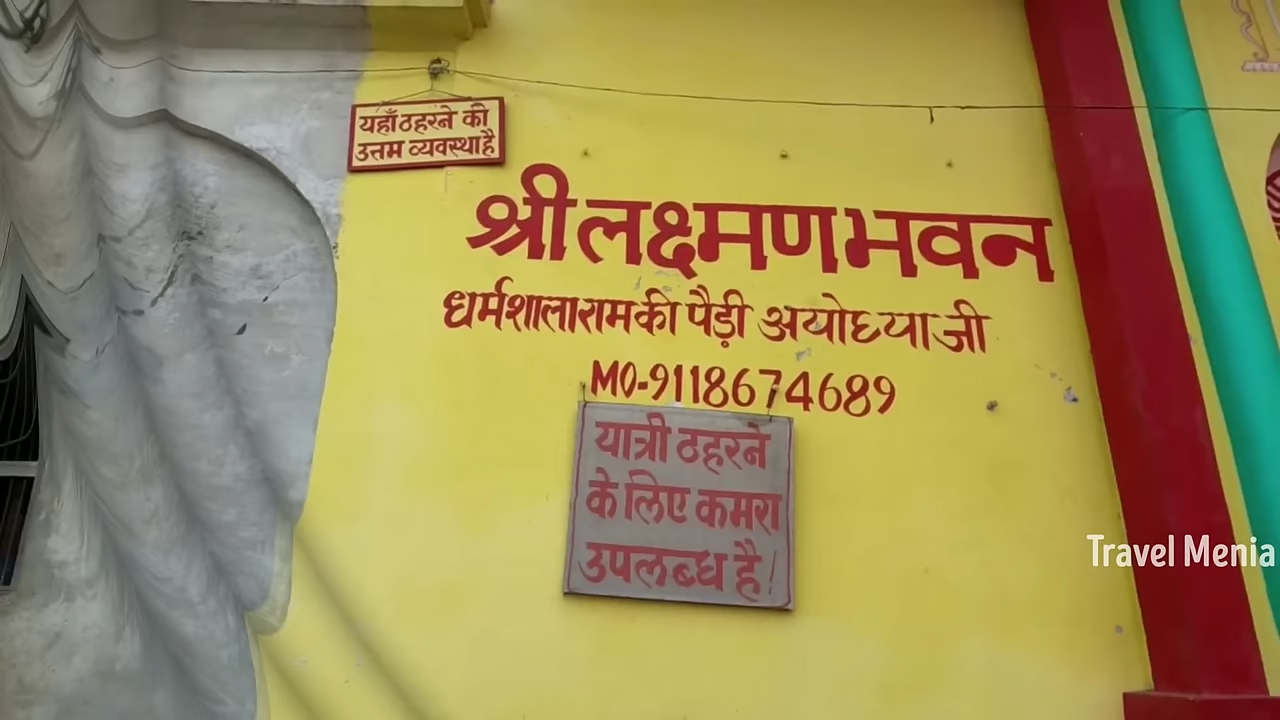 यहाँ ठहरने की
उत्तम व्यवस्था है
श्री लक्ष्मण भवन
धर्मशाला राम की पैड़ी अयोध्या जी
MO-9118674689
यात्री ठहरने
के लिए कमरा
उपलब्ध है।
Travel Menia